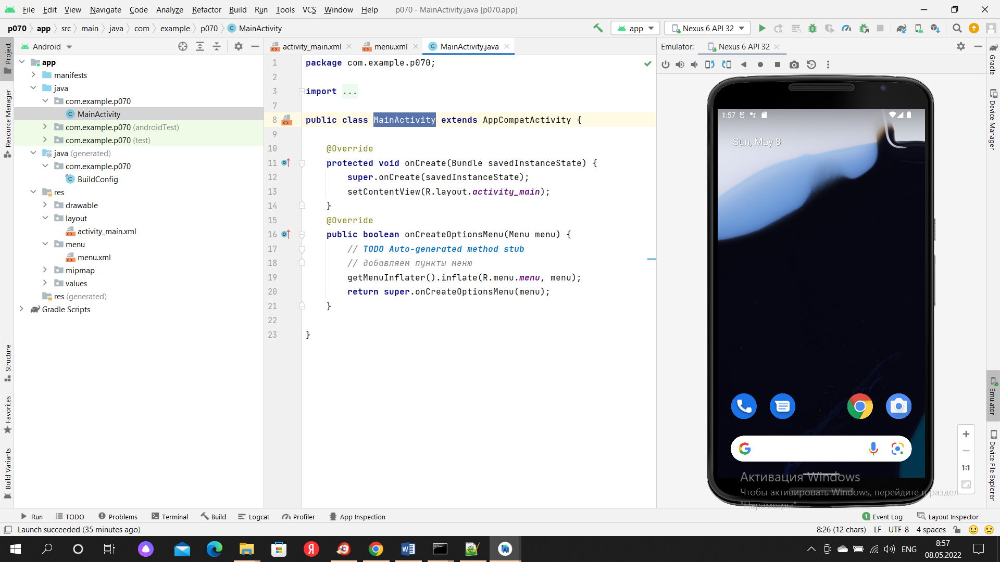 File Edit View Navigate Code Analyze Refactor Build Run Tools VCS Window Help p070 - MainActivity.java [p070.app]
p070 app src main java com example p070 MainActivity app Nexus 6 API 32
Project
Resource Manager
Structure
Favorites
Build Variants
Android
app
manifests
java
com.example.p070
MainActivity
com.example.p070 (androidTest)
com.example.p070 (test)
java (generated)
com.example.p070
BuildConfig
res
drawable
layout
activity_main.xml
menu
menu.xml
mipmap
values
res (generated)
Gradle Scripts
activity_main.xml menu.xml MainActivity.java
1 package com.example.p070;
2
3 import ...
7
8 public class MainActivity extends AppCompatActivity {
9
10 @Override
11 protected void onCreate(Bundle savedInstanceState) {
12 super.onCreate(savedInstanceState);
13 setContentView(R.layout.activity_main);
14 }
15 @Override
16 public boolean onCreateOptionsMenu(Menu menu) {
17 // TODO Auto-generated method stub
18 // добавляем пункты меню
19 getMenuInflater().inflate(R.menu.menu, menu);
20 return super.onCreateOptionsMenu(menu);
21 }
22
23 }
Emulator: Nexus 6 API 32
1:57
Sun, May 8
1:1
Активация Windows
Чтобы активировать Windows, перейдите в раздел
"Параметры".
Gradle
Device Manager
Emulator
Device File Explorer
Run TODO Problems Terminal Build Logcat Profiler App Inspection 1 Event Log Layout Inspector
Launch succeeded (35 minutes ago) 8:26 (12 chars) LF UTF-8 4 spaces
ENG 8:57
08.05.2022